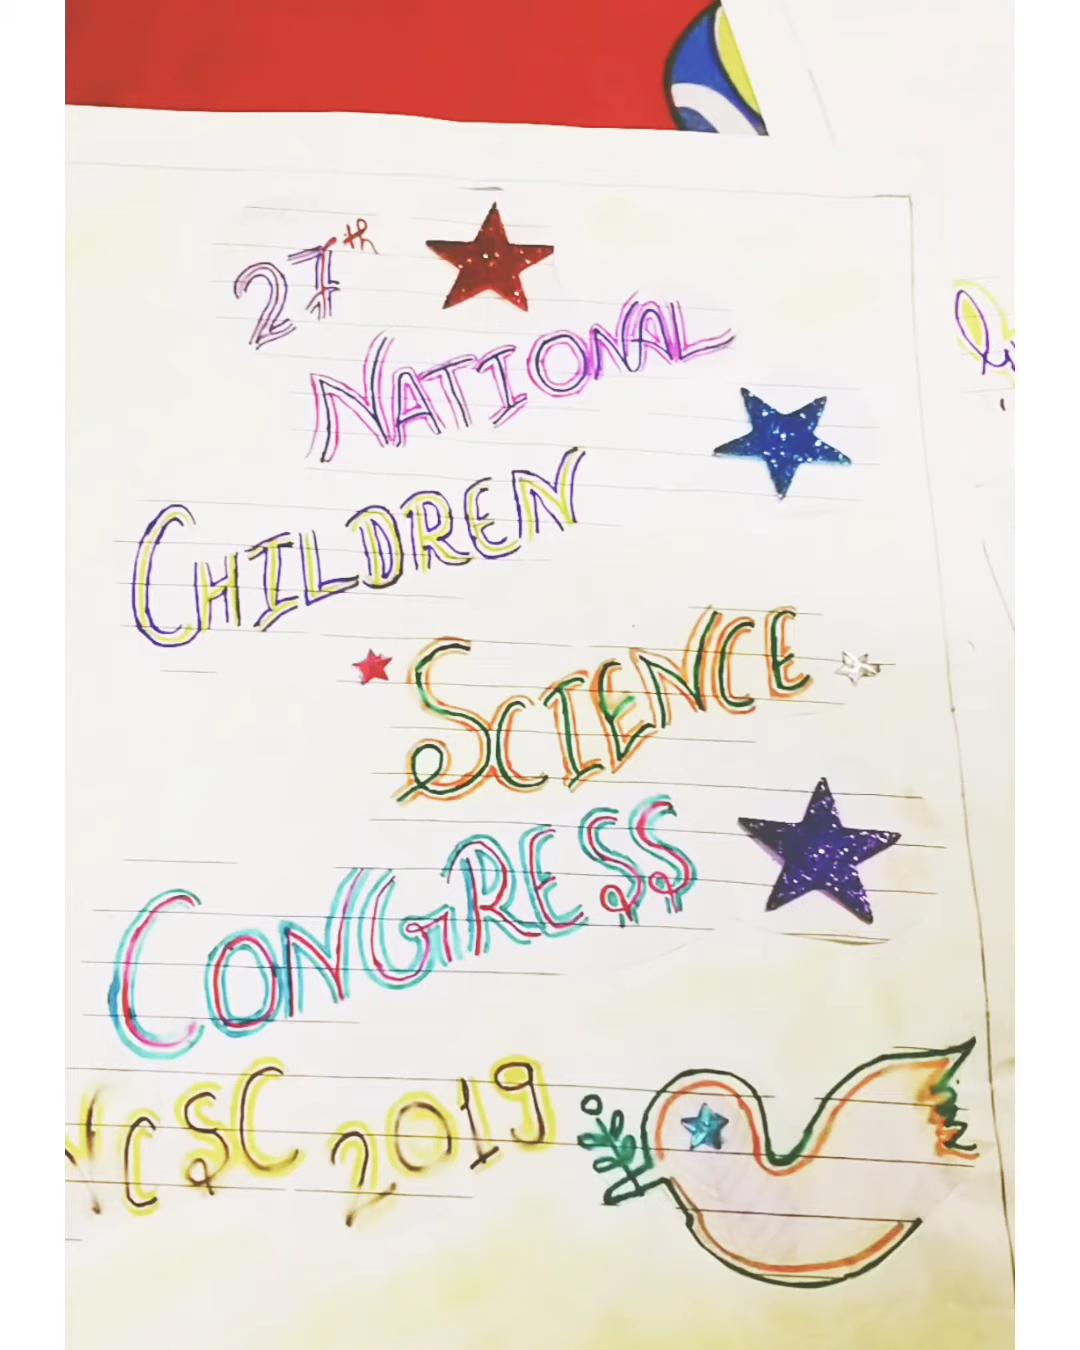 27th
NATIONAL
CHILDREN
SCIENCE
CONGRESS
NCSC 2019